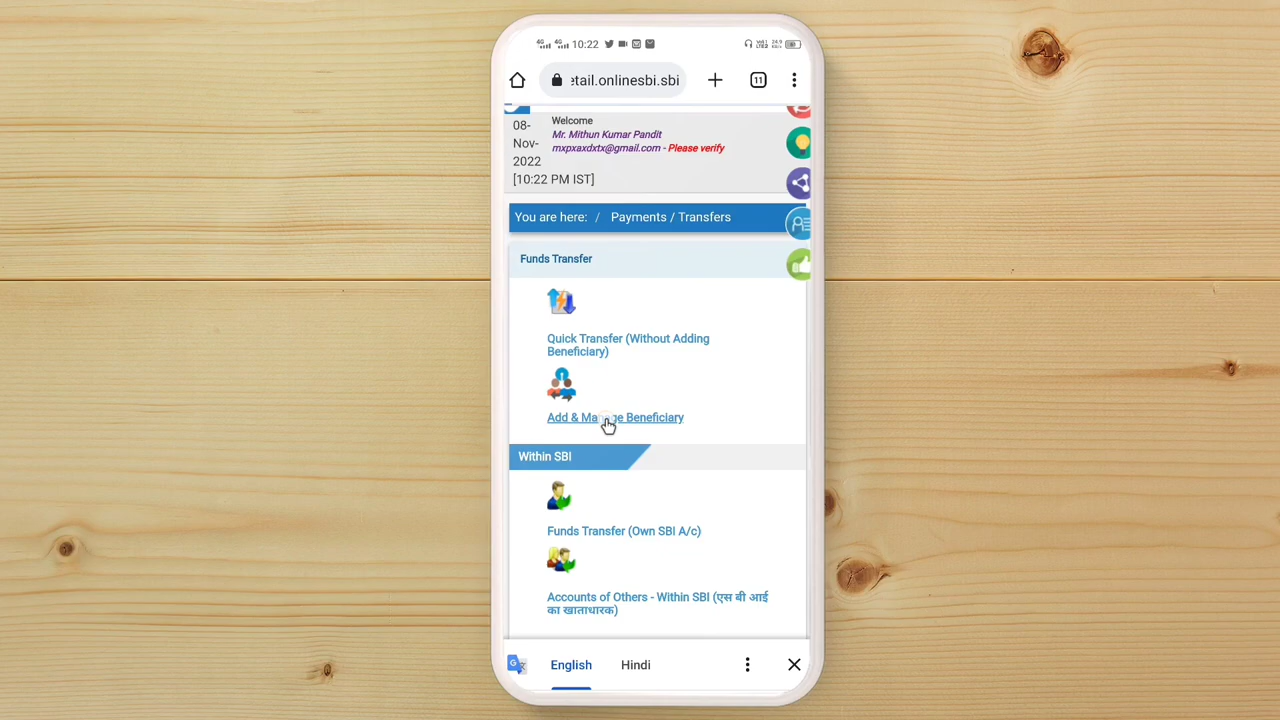 10:22
etail.onlinesbi.sbi
11
Welcome
08-
Nov-
2022
[10:22 PM IST]
Mr. Mithun Kumar Pandit
mxpxaxdxtx@gmail.com - Please verify
You are here: / Payments / Transfers
Funds Transfer
Quick Transfer (Without Adding
Beneficiary)
Add & Manage Beneficiary
Within SBI
Funds Transfer (Own SBI A/c)
Accounts of Others - Within SBI (एस बी आई
का खाताधारक)
English Hindi